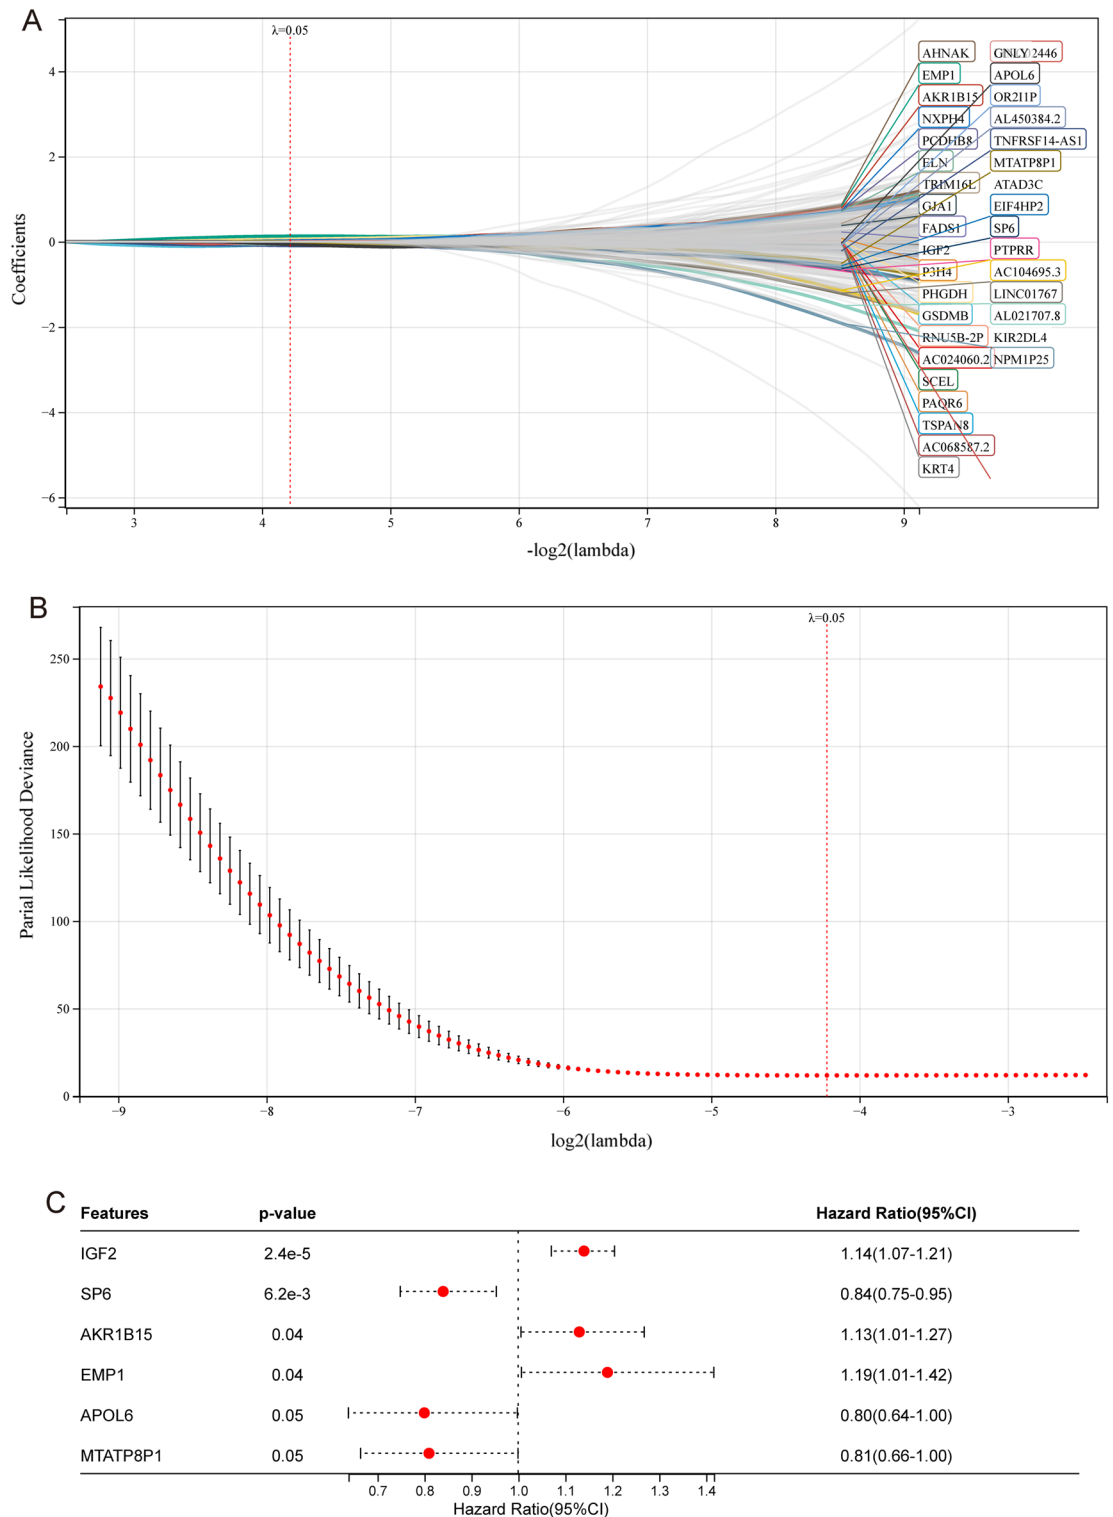 A
λ=0.05
AHNAK
EMP1
AKR1B15
NXPH4
PCDHB8
ELN
TRIM16L
GJA1
FADS1
IGF2
P3H4
PHGDH
GSDMB
RNU5B-2P
AC024060.2
SCEL
PAQR6
TSPAN8
AC068587.2
KRT4
GNLY 2446
APOL6
OR2I1P
AL450384.2
TNFRSF14-AS1
MTATP8P1
ATAD3C
EIF4HP2
SP6
PTPRR
AC104695.3
LINC01767
AL021707.8
KIR2DL4
NPM1P25
4
2
0
−2
−4
−6
Coefficients
3 4 5 6 7 8 9
-log2(lambda)
B
λ=0.05
250
200
150
100
50
0
Parial Likelihood Deviance
−9 −8 −7 −6 −5 −4 −3
log2(lambda)
C
Features p-value Hazard Ratio(95%CI)
IGF2 2.4e-5 1.14(1.07-1.21)
SP6 6.2e-3 0.84(0.75-0.95)
AKR1B15 0.04 1.13(1.01-1.27)
EMP1 0.04 1.19(1.01-1.42)
APOL6 0.05 0.80(0.64-1.00)
MTATP8P1 0.05 0.81(0.66-1.00)
0.7 0.8 0.9 1.0 1.1 1.2 1.3 1.4
Hazard Ratio(95%CI)